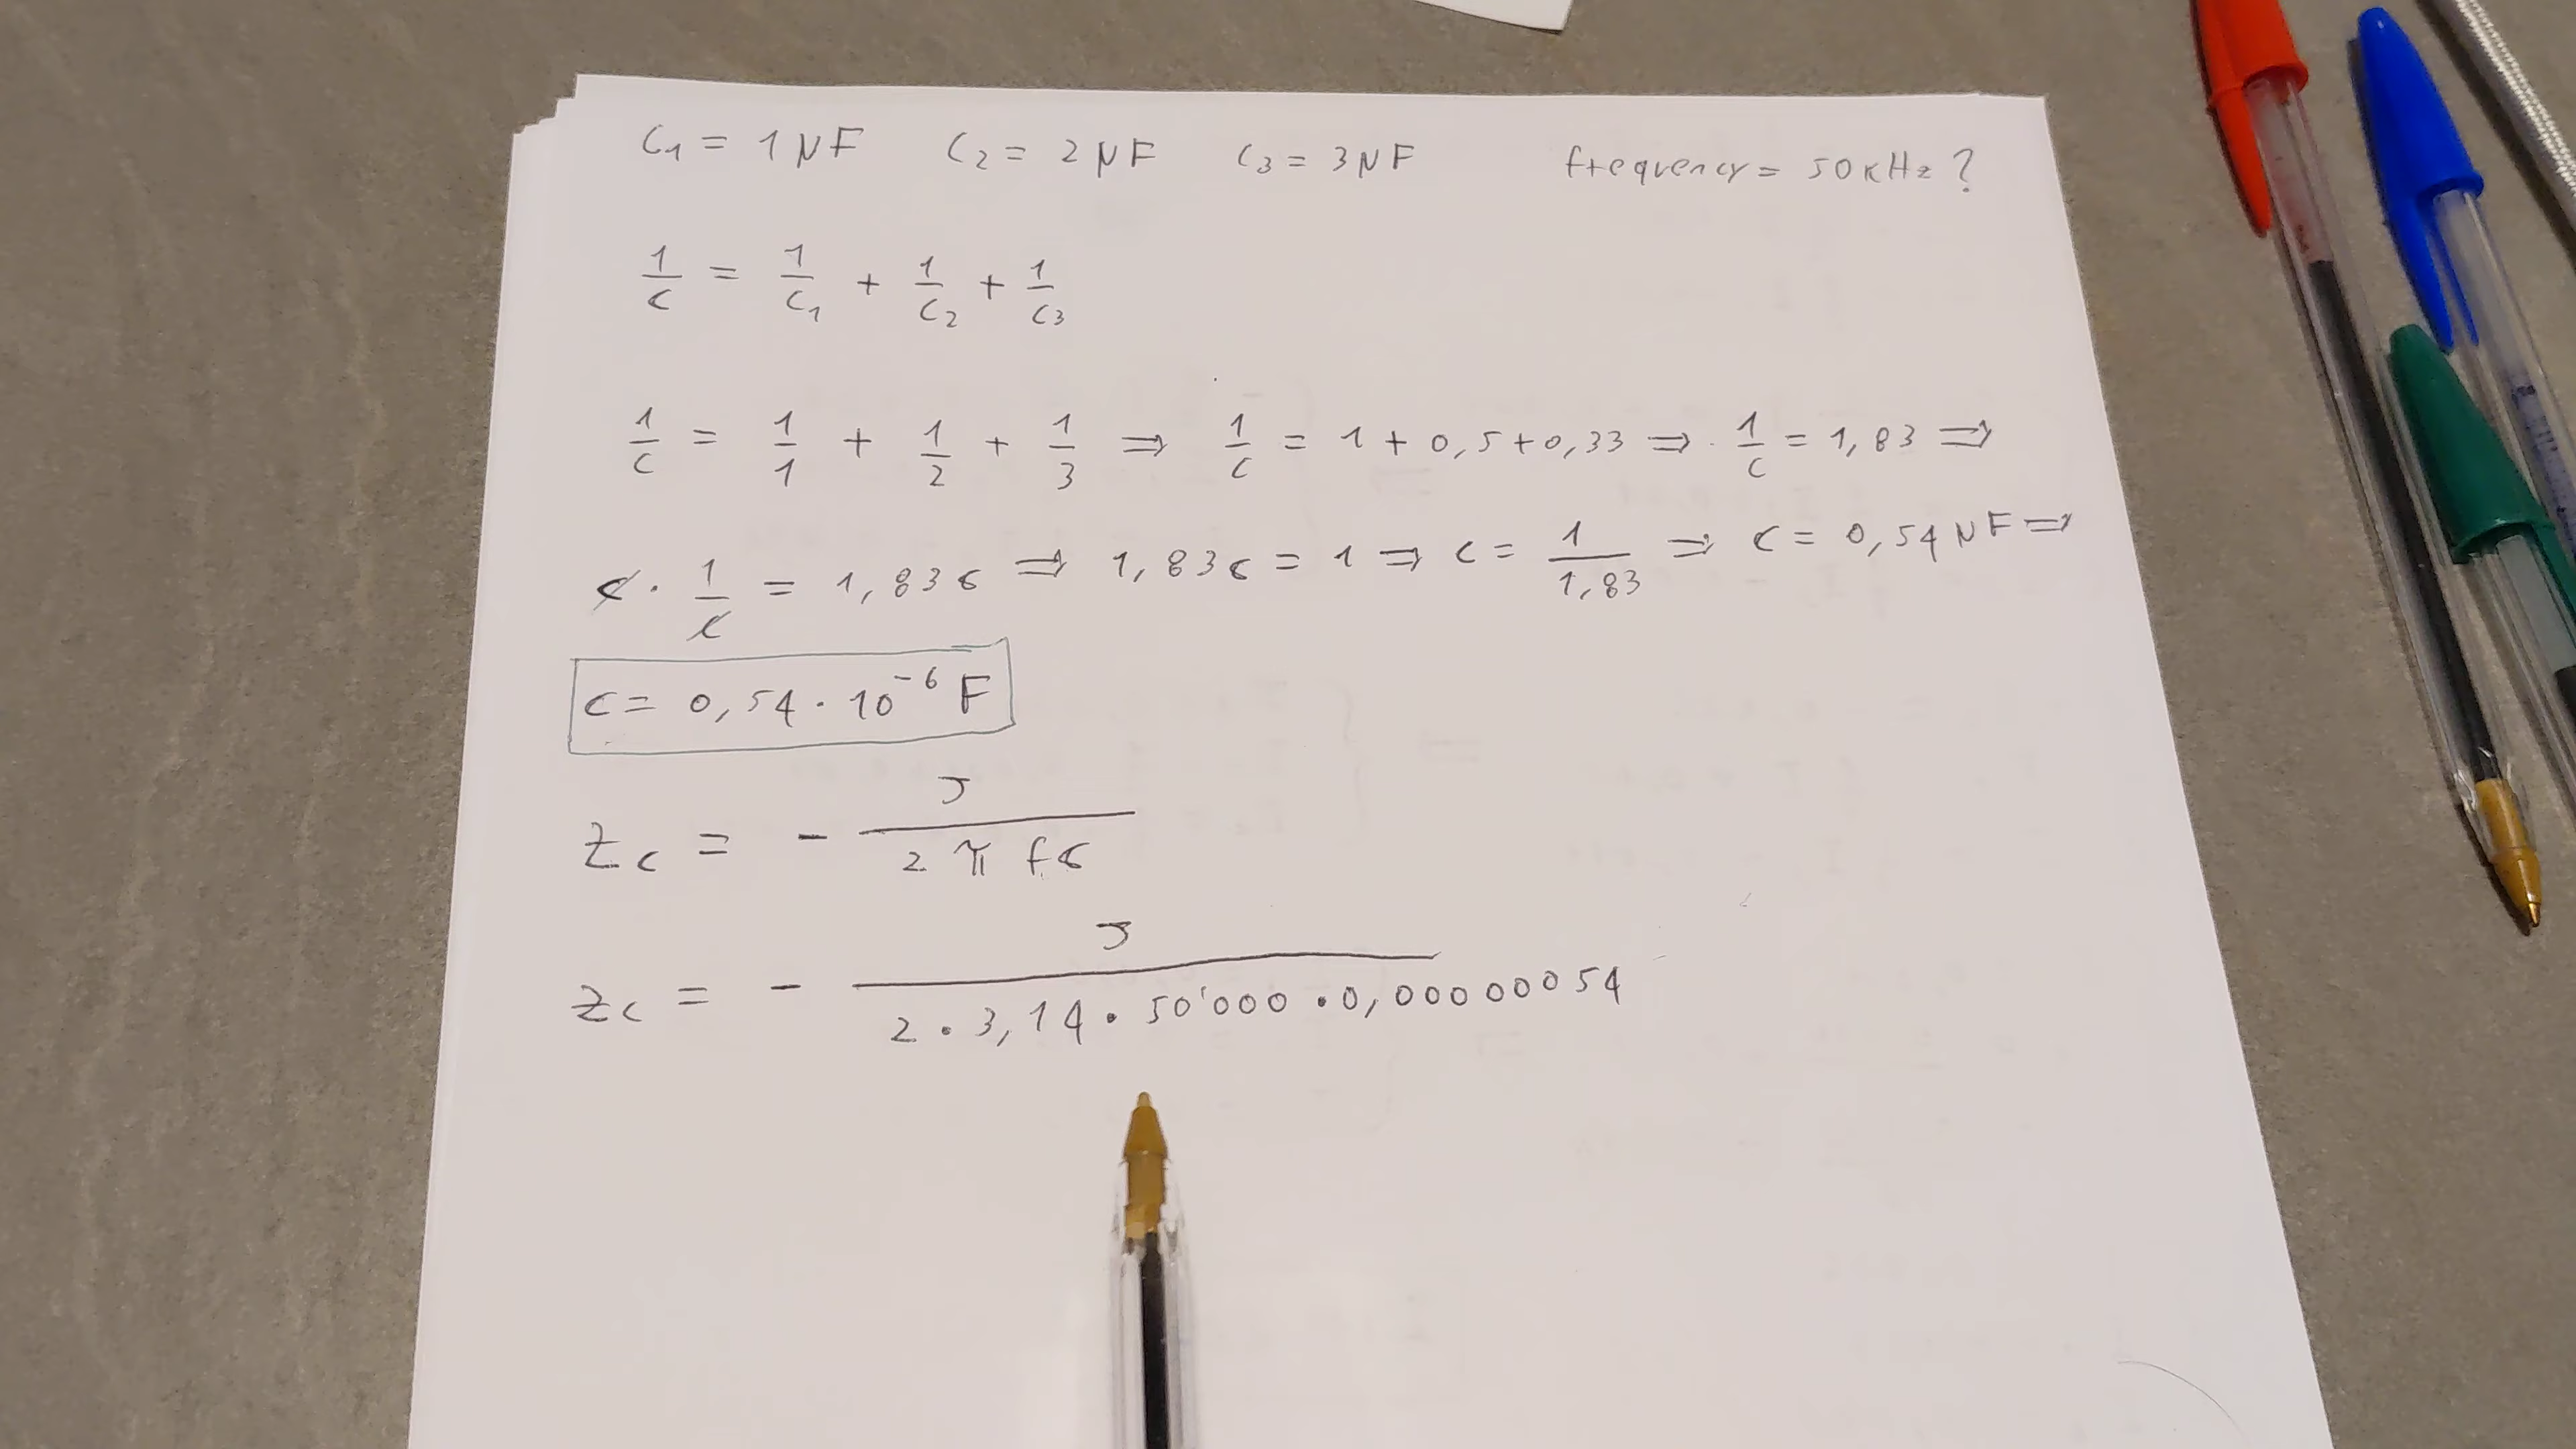 C₁ = 1 µF C₂ = 2 µF C₃ = 3 µF frequency = 50 kHz ?
1/C = 1/C₁ + 1/C₂ + 1/C₃
1/C = 1/1 + 1/2 + 1/3 ⇒ 1/C = 1 + 0,5 + 0,33 ⇒ 1/C = 1,83 ⇒
C · 1/C = 1,83C ⇒ 1,83C = 1 ⇒ C = 1/1,83 ⇒ C = 0,54 µF ⇒
C = 0,54 · 10⁻⁶ F
Zc = - J/2πfC
Zc = - J/2 · 3,14 · 50'000 · 0,00000054